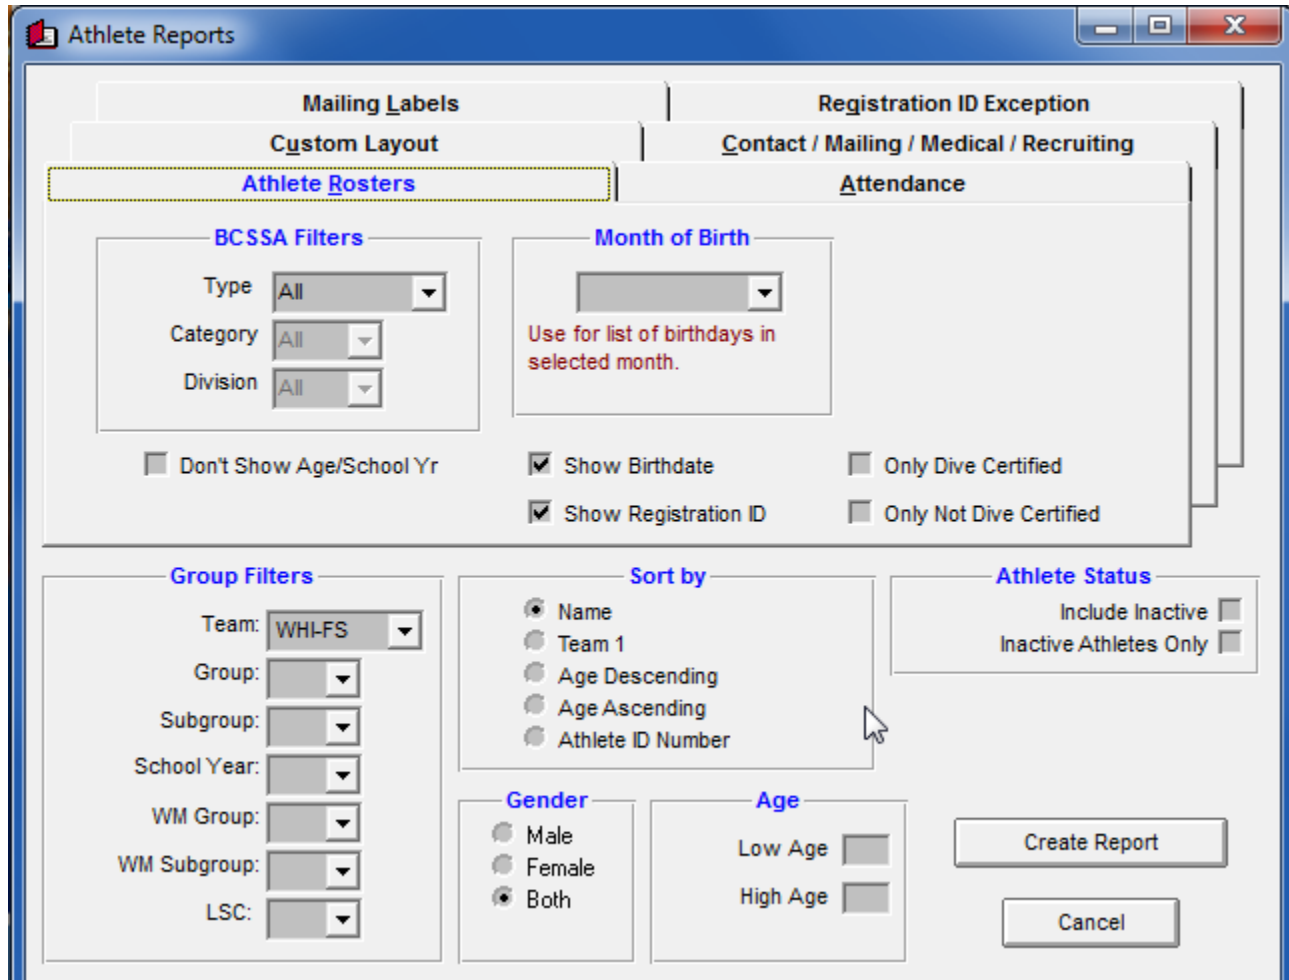 Athlete Reports
Mailing Labels
Registration ID Exception
Custom Layout
Contact / Mailing / Medical / Recruiting
Athlete Rosters
Attendance
BCSSA Filters
Type All
Category All
Division All
Month of Birth
Use for list of birthdays in
selected month.
Don't Show Age/School Yr
Show Birthdate
Only Dive Certified
Show Registration ID
Only Not Dive Certified
Group Filters
Team: WHI-FS
Group:
Subgroup:
School Year:
WM Group:
WM Subgroup:
LSC:
Sort by
Name
Team 1
Age Descending
Age Ascending
Athlete ID Number
Athlete Status
Include Inactive
Inactive Athletes Only
Gender
Male
Female
Both
Age
Low Age
High Age
Create Report
Cancel